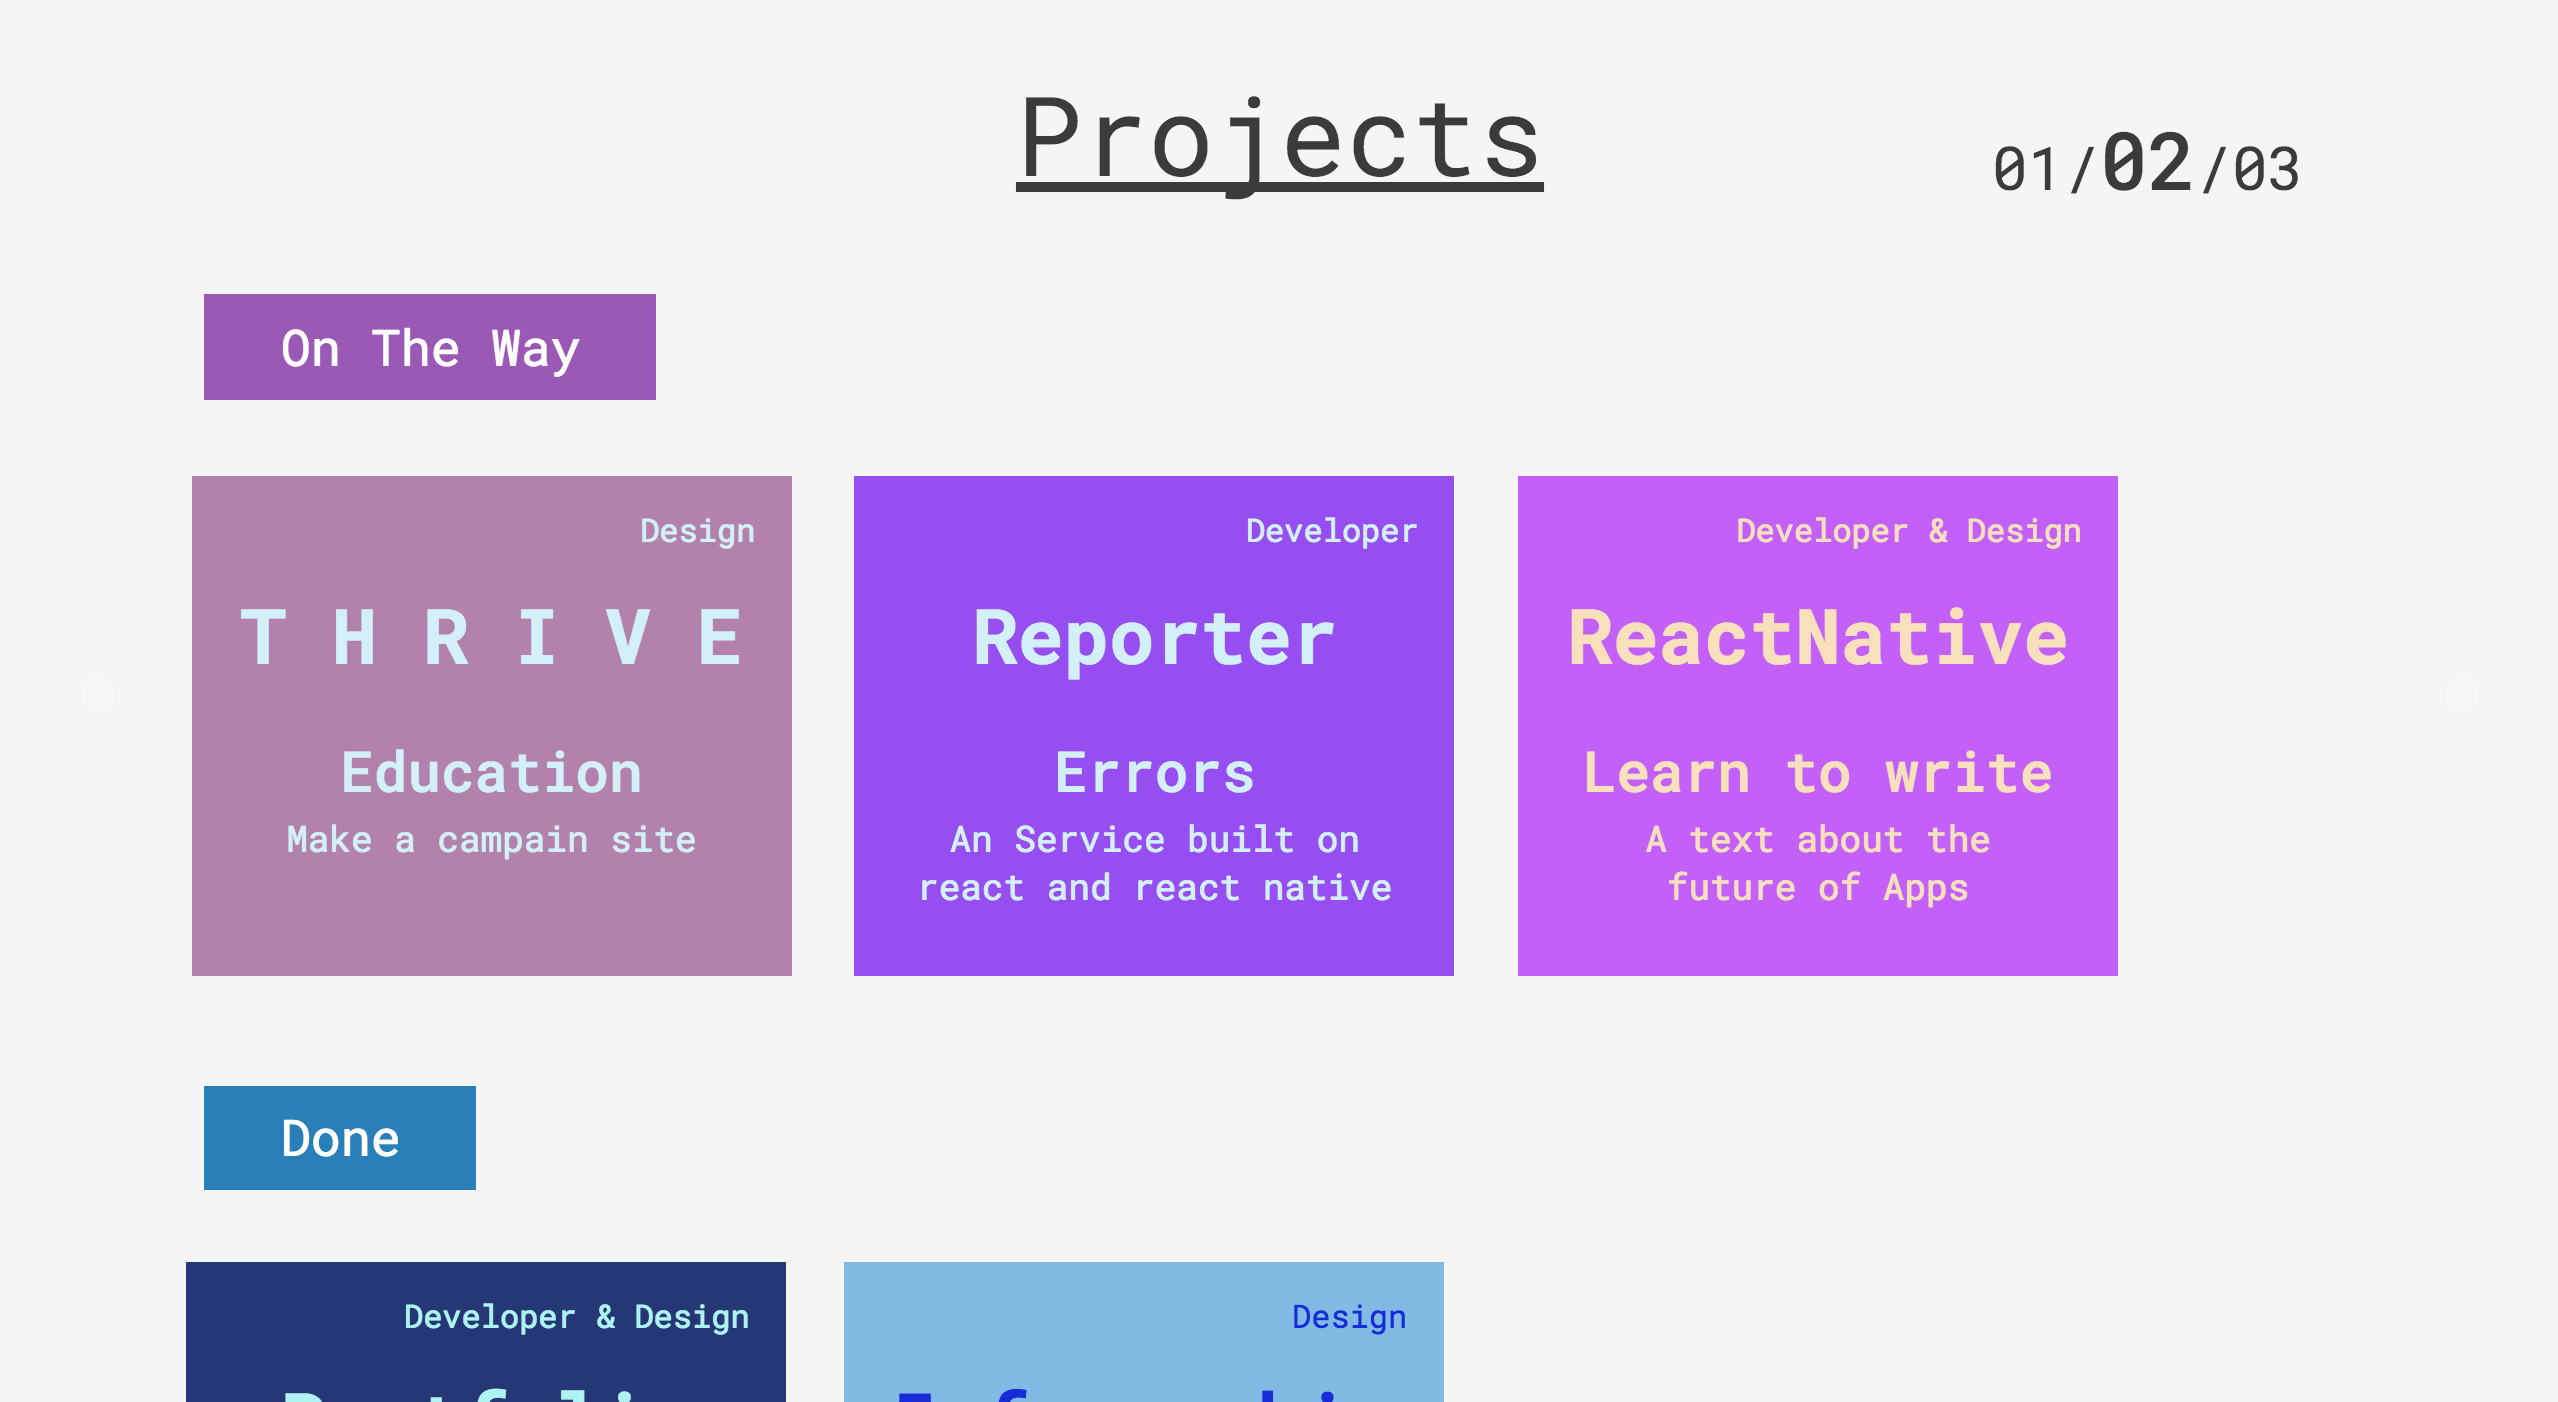 Projects
01/02/03
On The Way
Design
Developer
Developer & Design
T H R I V E
Reporter
ReactNative
Education
Errors
Learn to write
Make a campain site
An Service built on
react and react native
A text about the
future of Apps
Done
Developer & Design
Design